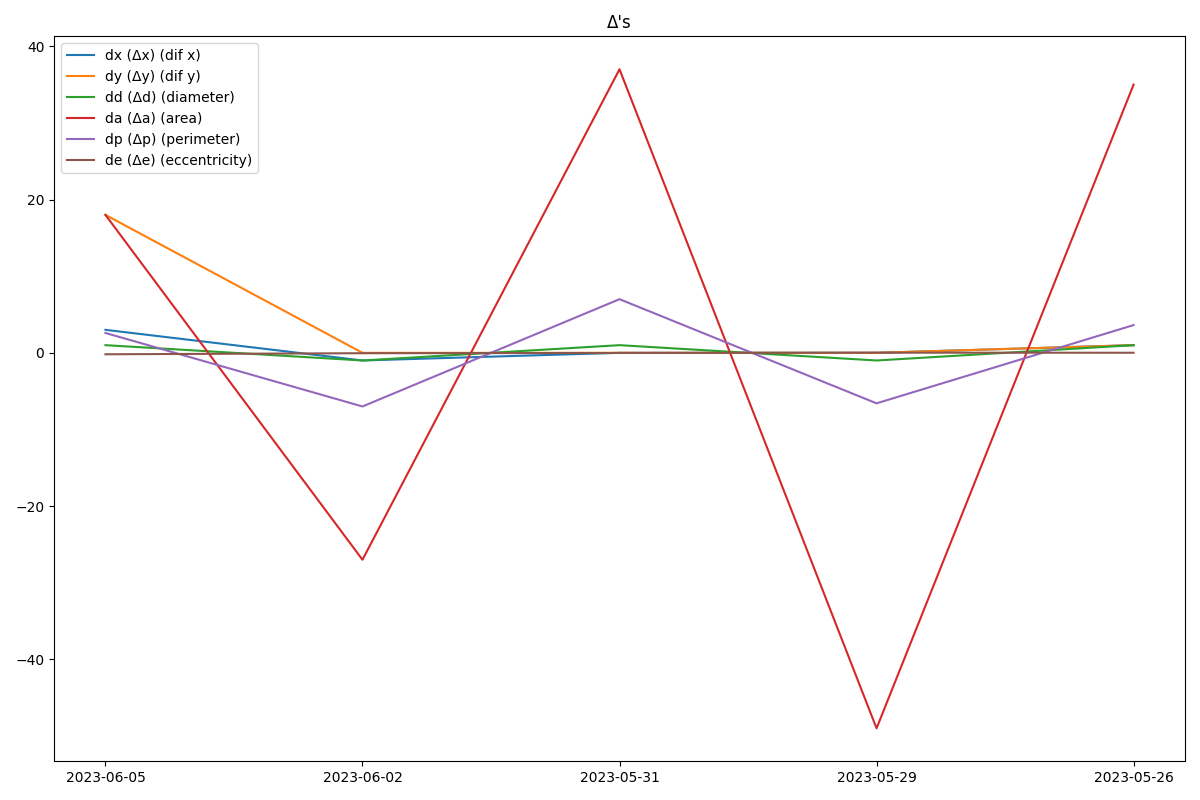 Δ's
dx (Δx) (dif x)
dy (Δy) (dif y)
dd (Δd) (diameter)
da (Δa) (area)
dp (Δp) (perimeter)
de (Δe) (eccentricity)
40
20
0
−20
−40
2023-06-05 2023-06-02 2023-05-31 2023-05-29 2023-05-26